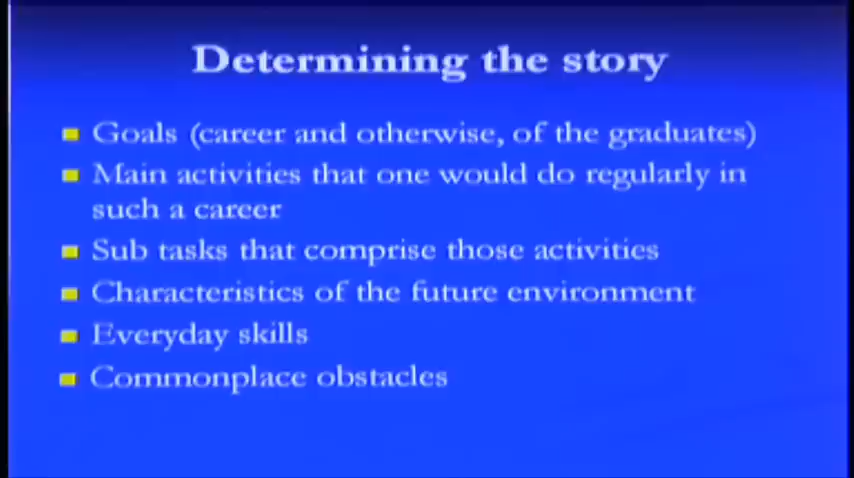 Determining the story
Goals (career and otherwise, of the graduates)
Main activities that one would do regularly in
such a career
Sub tasks that comprise those activities
Characteristics of the future environment
Everyday skills
Commonplace obstacles